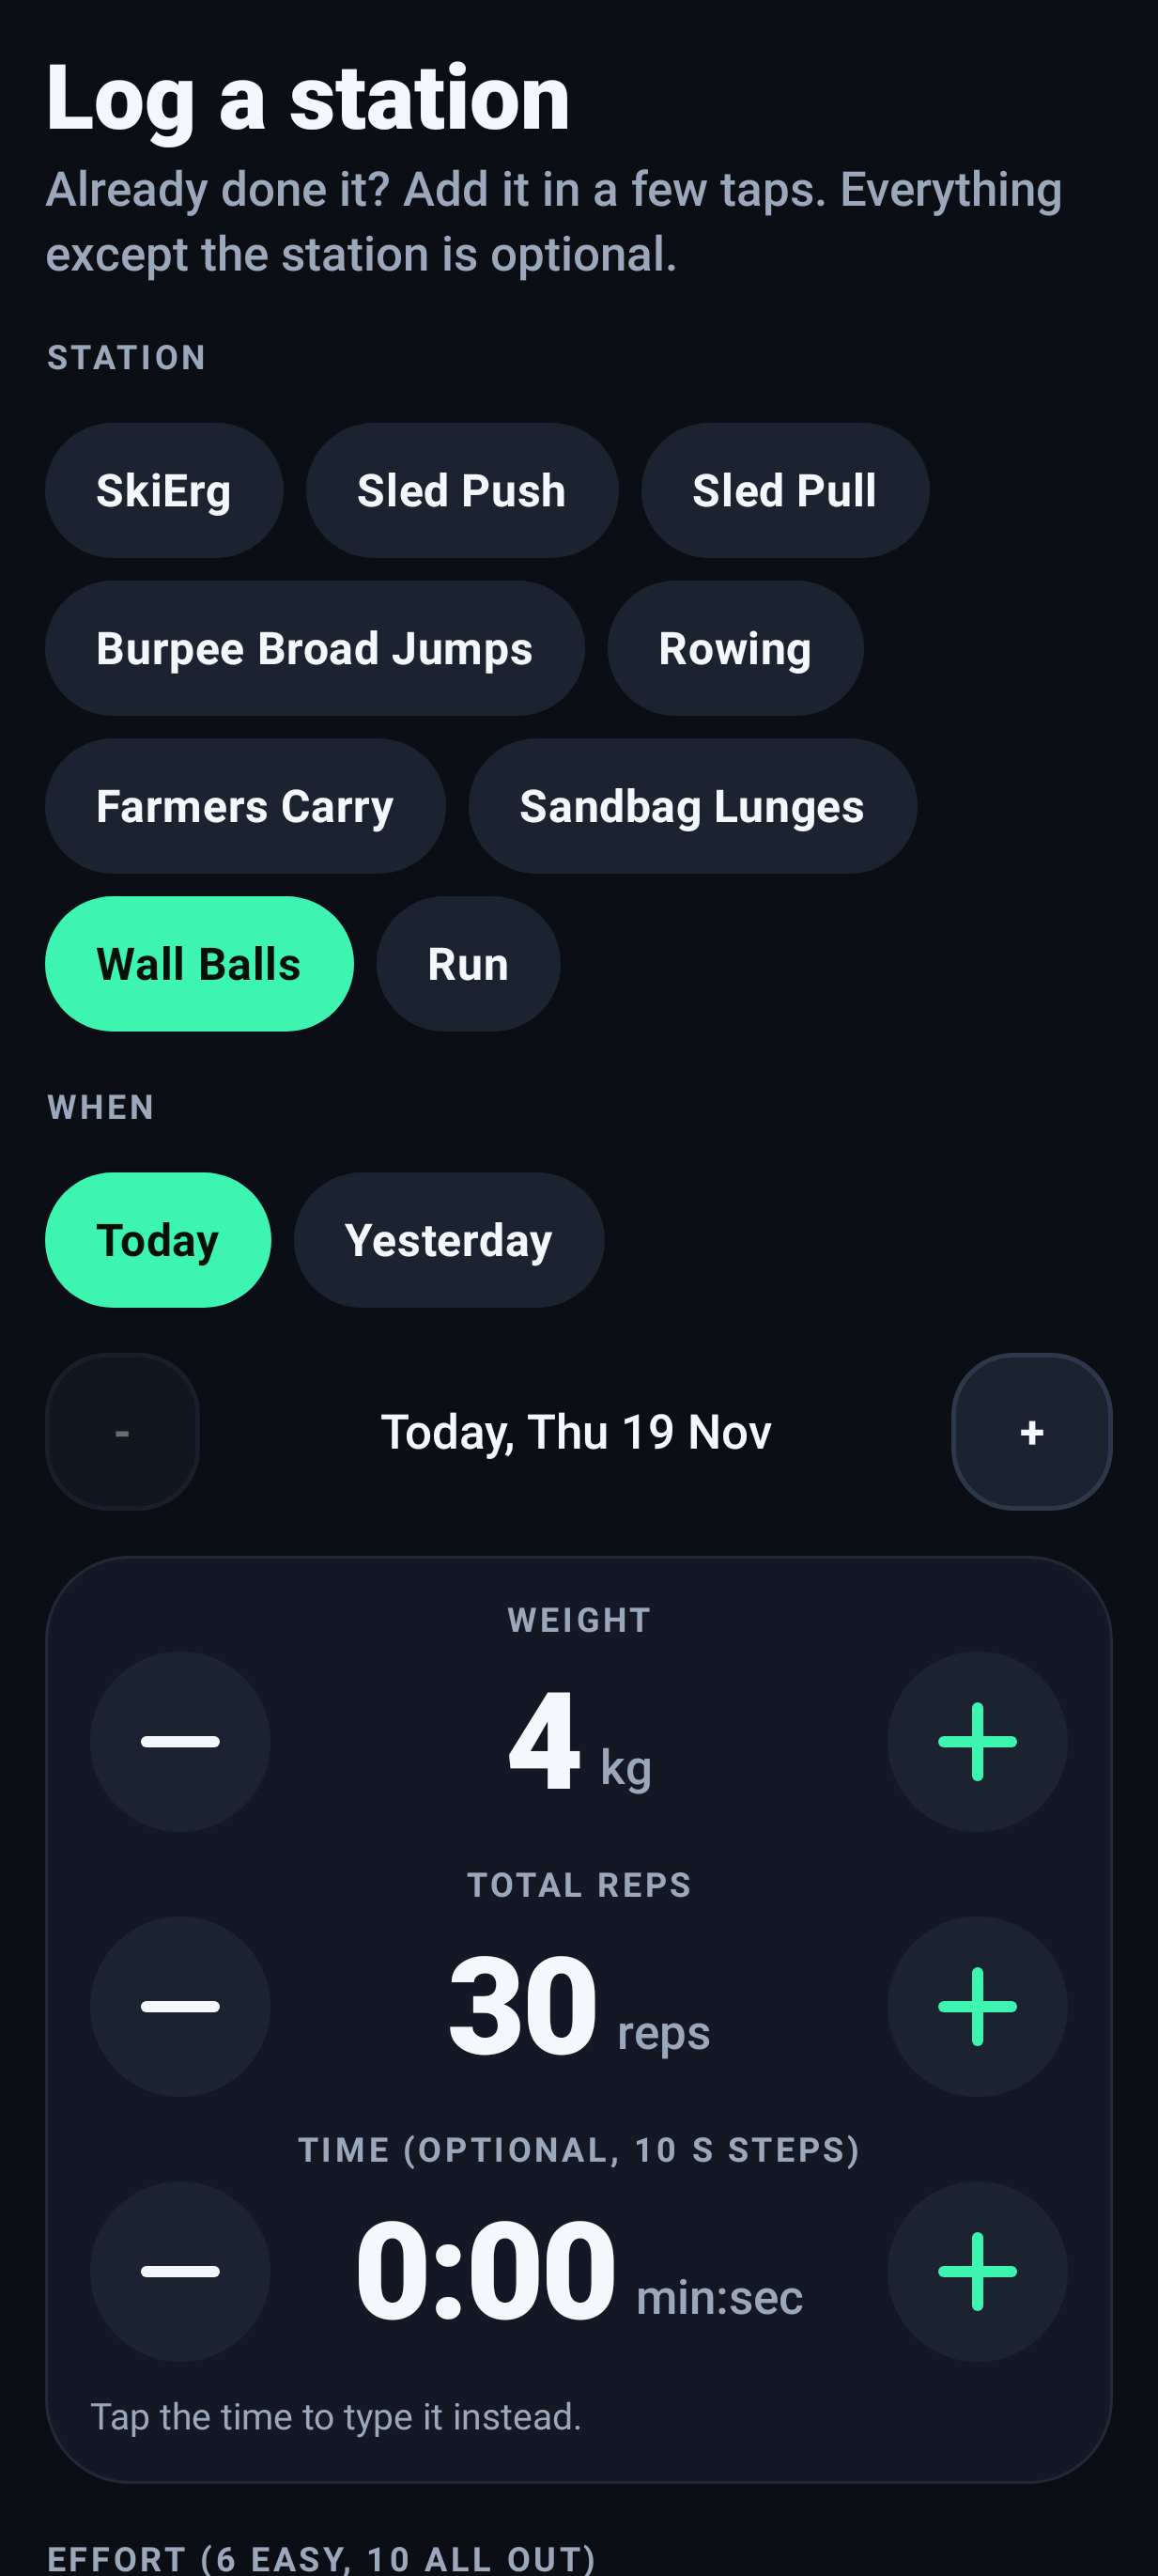 Log a station
Already done it? Add it in a few taps. Everything
except the station is optional.
STATION
SkiErg Sled Push Sled Pull
Burpee Broad Jumps Rowing
Farmers Carry Sandbag Lunges
Wall Balls Run
WHEN
Today Yesterday
- Today, Thu 19 Nov +
WEIGHT
4 kg
TOTAL REPS
30 reps
TIME (OPTIONAL, 10 S STEPS)
0:00 min:sec
Tap the time to type it instead.
EFFORT (6 EASY, 10 ALL OUT)